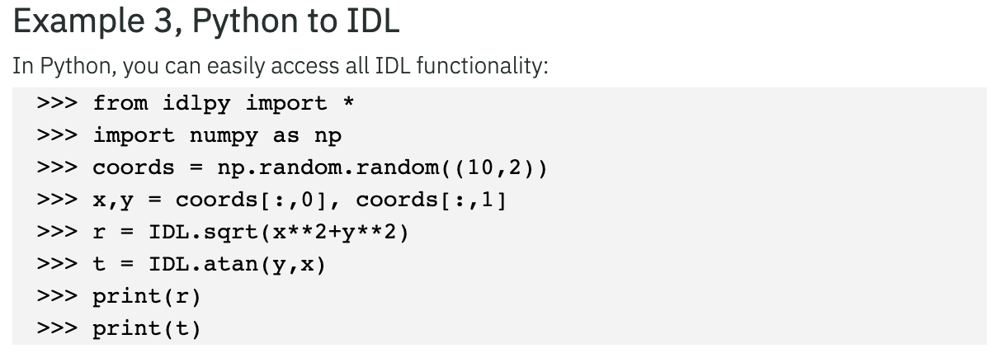 Example 3, Python to IDL
In Python, you can easily access all IDL functionality:
>>> from idlpy import *
>>> import numpy as np
>>> coords = np.random.random((10,2))
>>> x,y = coords[:,0], coords[:,1]
>>> r = IDL.sqrt(x**2+y**2)
>>> t = IDL.atan(y,x)
>>> print(r)
>>> print(t)